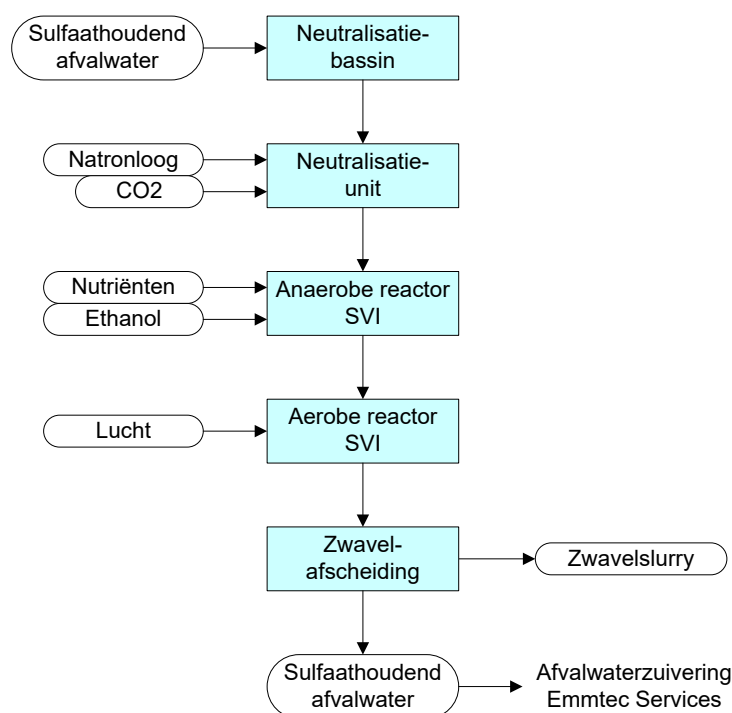 Sulfaathoudend
afvalwater
Neutralisatie-
bassin
Natronloog
CO2
Neutralisatie-
unit
Nutriënten
Ethanol
Anaerobe reactor
SVI
Lucht
Aerobe reactor
SVI
Zwavel-
afscheiding
Zwavelslurry
Sulfaathoudend
afvalwater
Afvalwaterzuivering
Emmtec Services